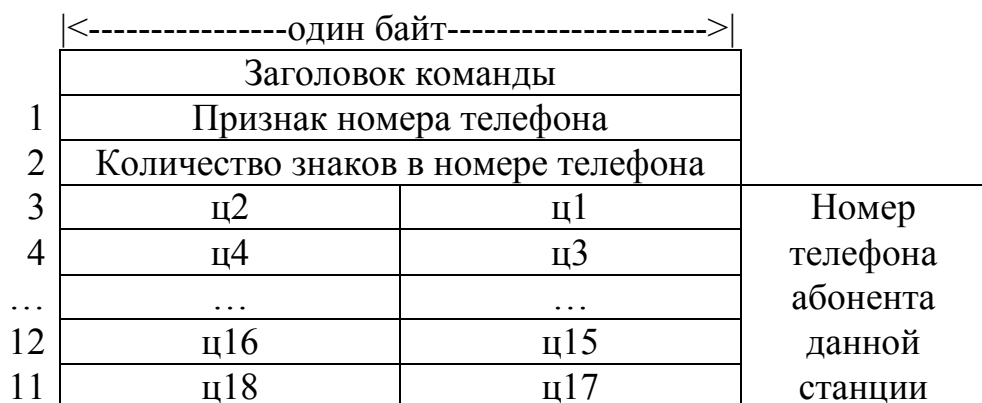 |<----------------один байт--------------------->|
Заголовок команды
1 Признак номера телефона
2 Количество знаков в номере телефона
3 ц2 ц1 Номер
4 ц4 ц3 телефона
… … … абонента
12 ц16 ц15 данной
11 ц18 ц17 станции